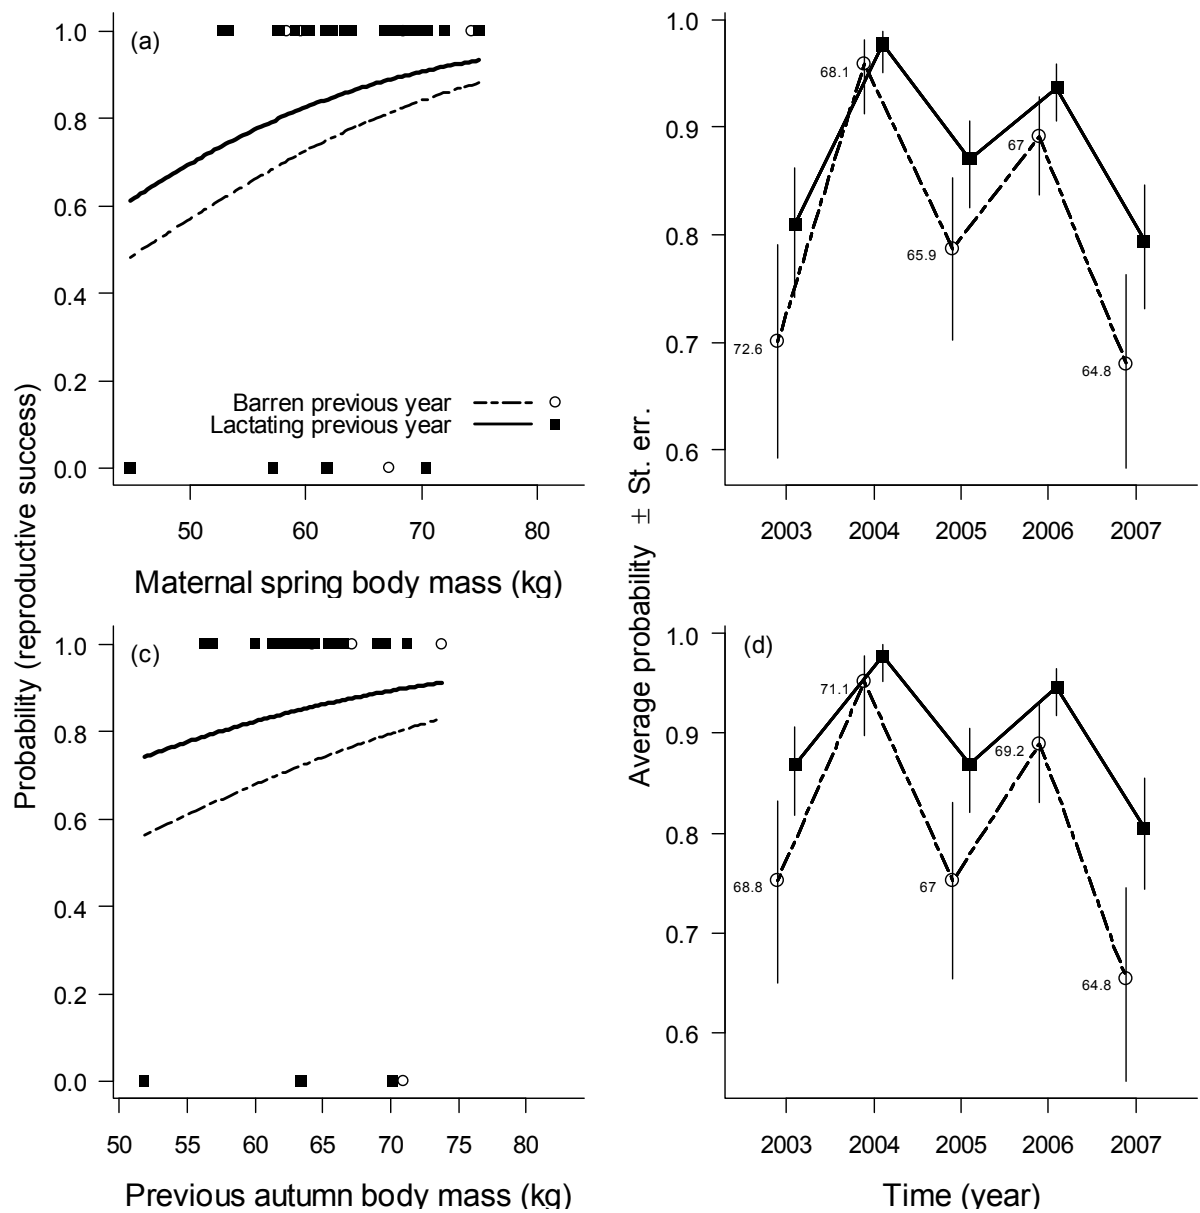 (a)
1.0
0.8
0.6
0.4
0.2
0.0
Barren previous year
Lactating previous year
50 60 70 80
Maternal spring body mass (kg)
1.0
0.9
0.8
0.7
0.6
72.6
68.1
65.9
67
64.8
2003 2004 2005 2006 2007
Probability (reproductive success)
Average probability ± St. err.
(c)
1.0
0.8
0.6
0.4
0.2
0.0
50 55 60 65 70 75 80
Previous autumn body mass (kg)
(d)
1.0
0.9
0.8
0.7
0.6
68.8
71.1
67
69.2
64.8
2003 2004 2005 2006 2007
Time (year)